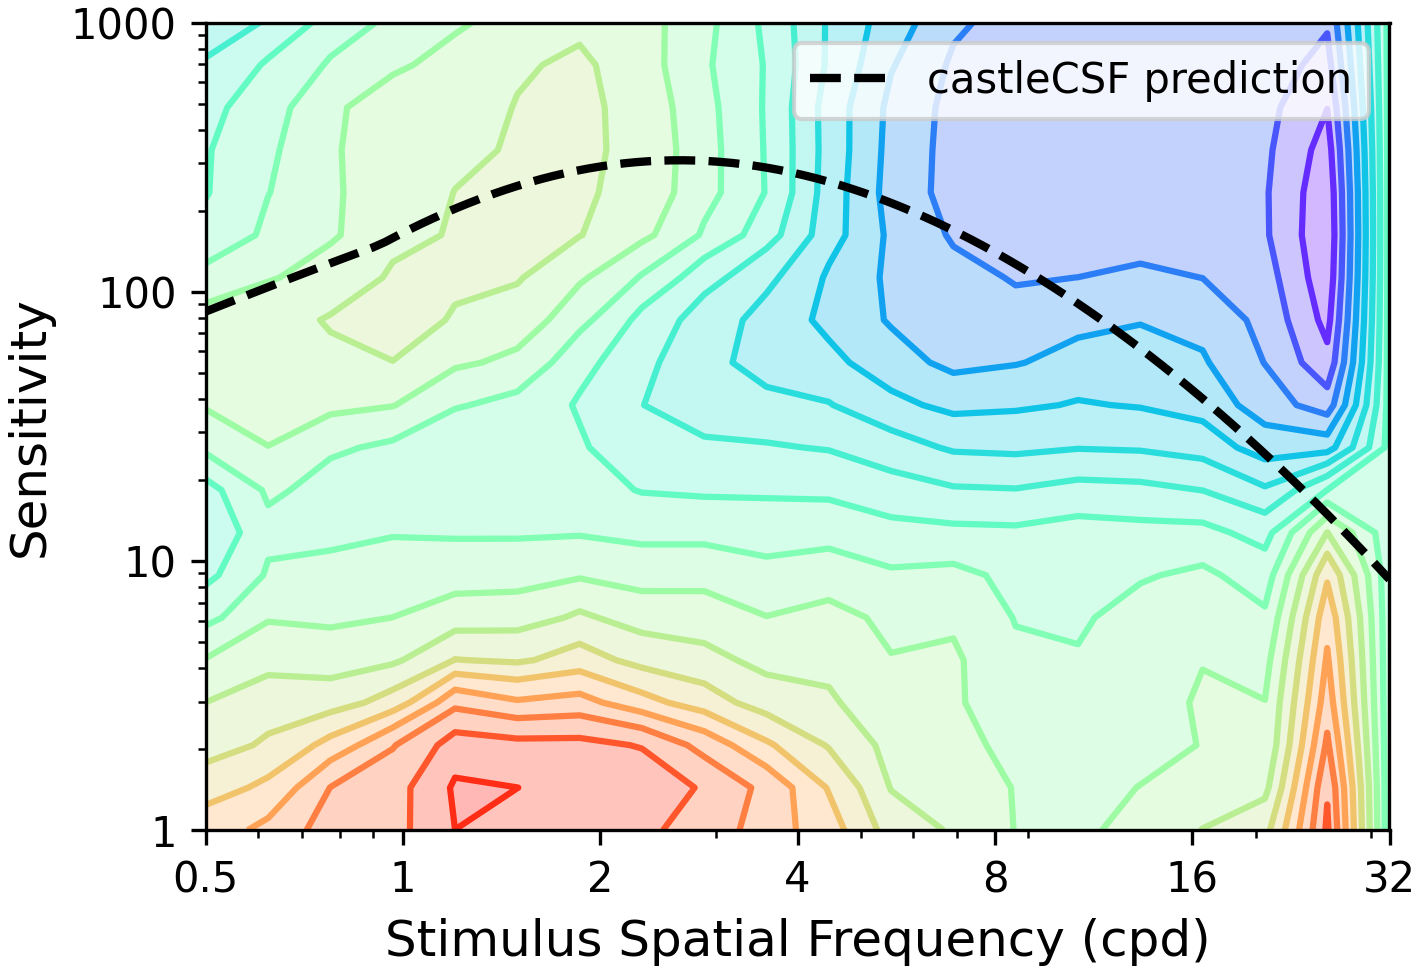 1000
castleCSF prediction
100
Sensitivity
10
1
0.5 1 2 4 8 16 32
Stimulus Spatial Frequency (cpd)